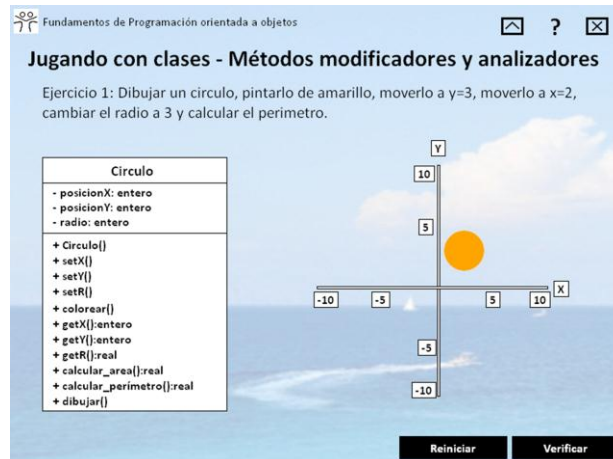 Fundamentos de Programación orientada a objetos
?
Jugando con clases - Métodos modificadores y analizadores
Ejercicio 1: Dibujar un circulo, pintarlo de amarillo, moverlo a y=3, moverlo a x=2,
cambiar el radio a 3 y calcular el perimetro.
Circulo
- posicionX: entero
- posicionY: entero
- radio: entero
+ Circulo()
+ setX()
+ setY()
+ setR()
+ colorear()
+ getX():entero
+ getY():entero
+ getR():real
+ calcular_area():real
+ calcular_perímetro():real
+ dibujar()
Y
10
5
X
-10
-5
5
10
-5
-10
Reiniciar
Verificar